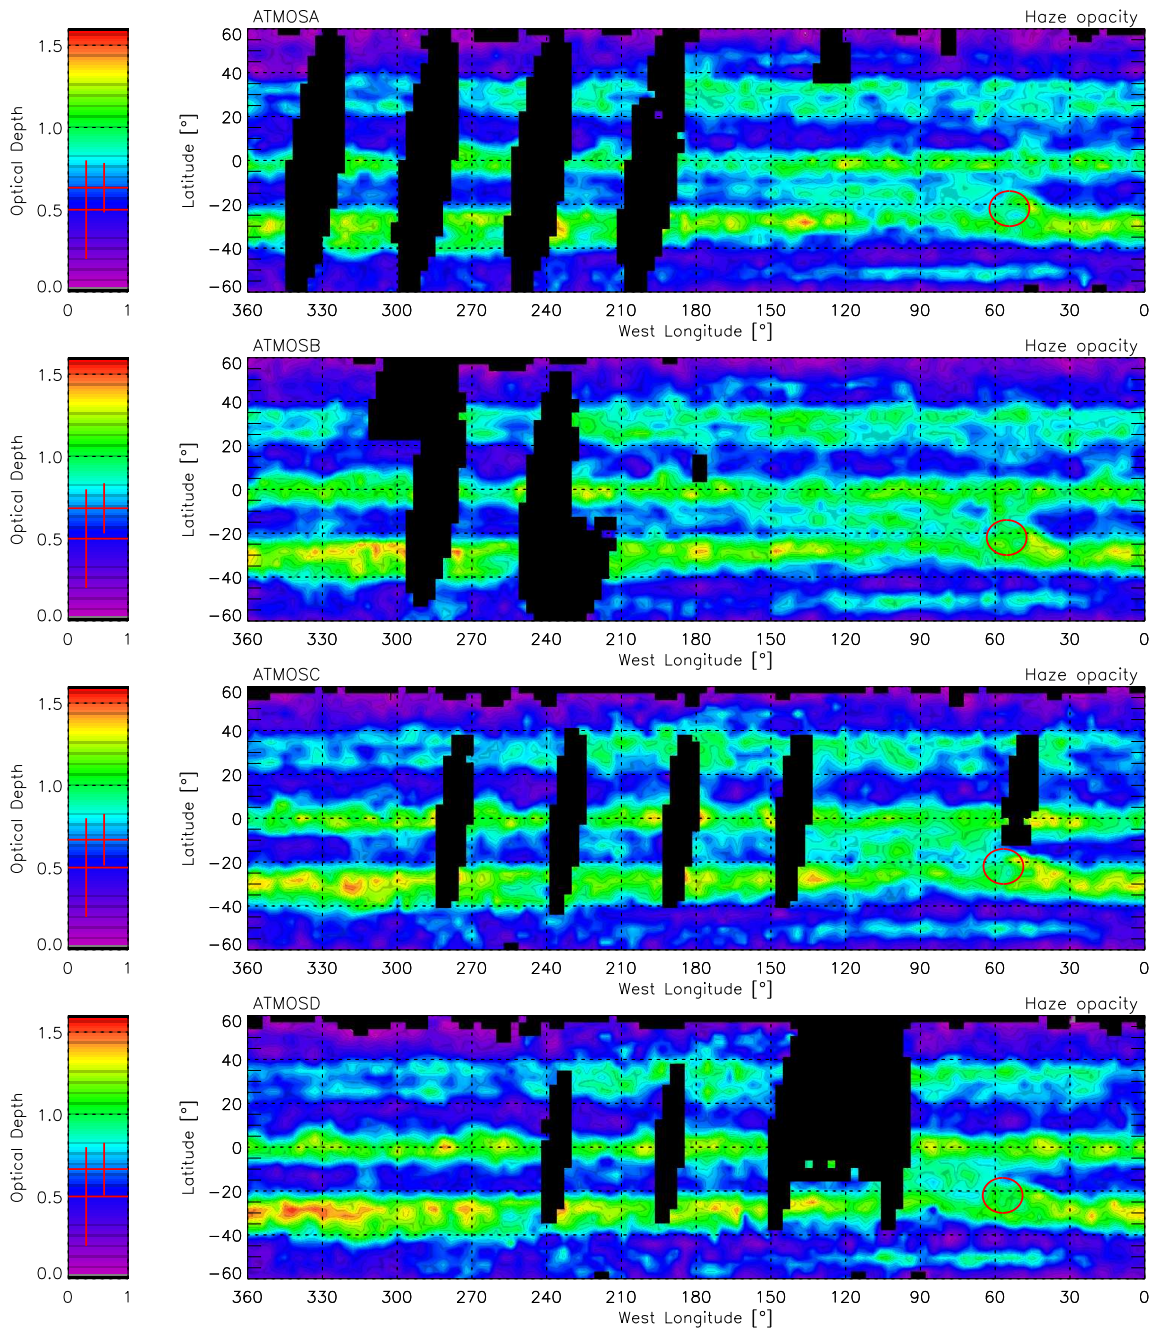 ATMOSA Haze opacity
Optical Depth
1.5
1.0
0.5
0.0
0 1
Latitude [°]
60
40
20
0
−20
−40
−60
360 330 300 270 240 210 180 150 120 90 60 30 0
West Longitude [°]
ATMOSB Haze opacity
Optical Depth
1.5
1.0
0.5
0.0
0 1
Latitude [°]
60
40
20
0
−20
−40
−60
360 330 300 270 240 210 180 150 120 90 60 30 0
West Longitude [°]
ATMOSC Haze opacity
Optical Depth
1.5
1.0
0.5
0.0
0 1
Latitude [°]
60
40
20
0
−20
−40
−60
360 330 300 270 240 210 180 150 120 90 60 30 0
West Longitude [°]
ATMOSD Haze opacity
Optical Depth
1.5
1.0
0.5
0.0
0 1
Latitude [°]
60
40
20
0
−20
−40
−60
360 330 300 270 240 210 180 150 120 90 60 30 0
West Longitude [°]